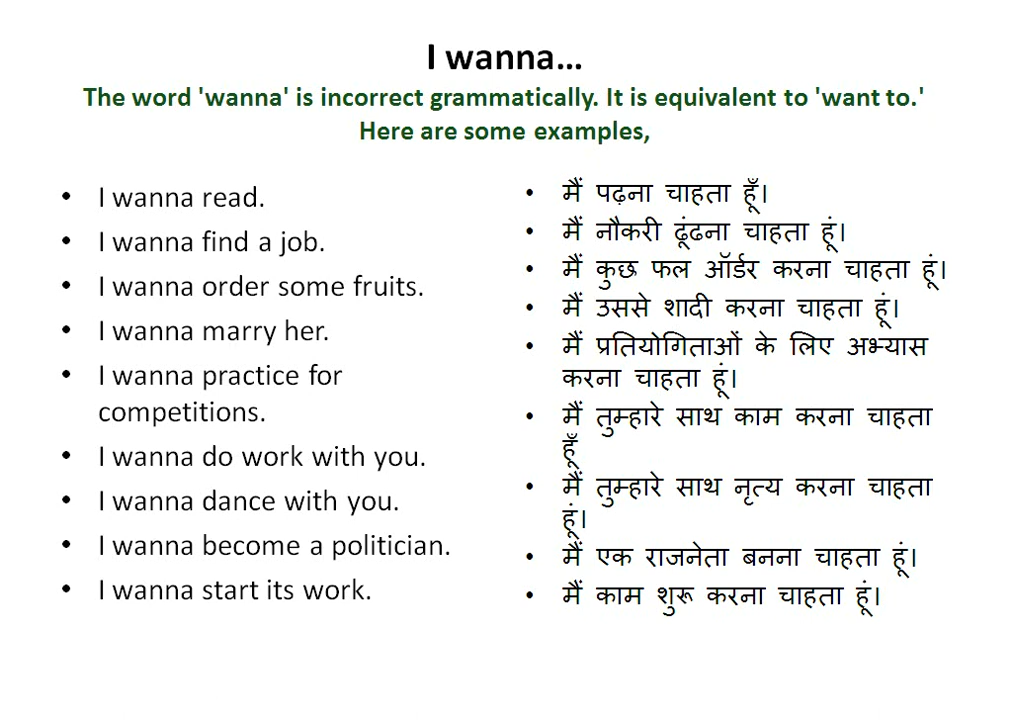 I wanna...
The word 'wanna' is incorrect grammatically. It is equivalent to 'want to.'
Here are some examples,
• I wanna read.
• I wanna find a job.
• I wanna order some fruits.
• I wanna marry her.
• I wanna practice for
competitions.
• I wanna do work with you.
• I wanna dance with you.
• I wanna become a politician.
• I wanna start its work.
• मैं पढ़ना चाहता हूँ।
• मैं नौकरी ढूंढना चाहता हूं।
• मैं कुछ फल ऑर्डर करना चाहता हूं।
• मैं उससे शादी करना चाहता हूं।
• मैं प्रतियोगिताओं के लिए अभ्यास
करना चाहता हूं।
• मैं तुम्हारे साथ काम करना चाहता
हूँ
• मैं तुम्हारे साथ नृत्य करना चाहता
हूं।
• मैं एक राजनेता बनना चाहता हूं।
• मैं काम शुरू करना चाहता हूं।